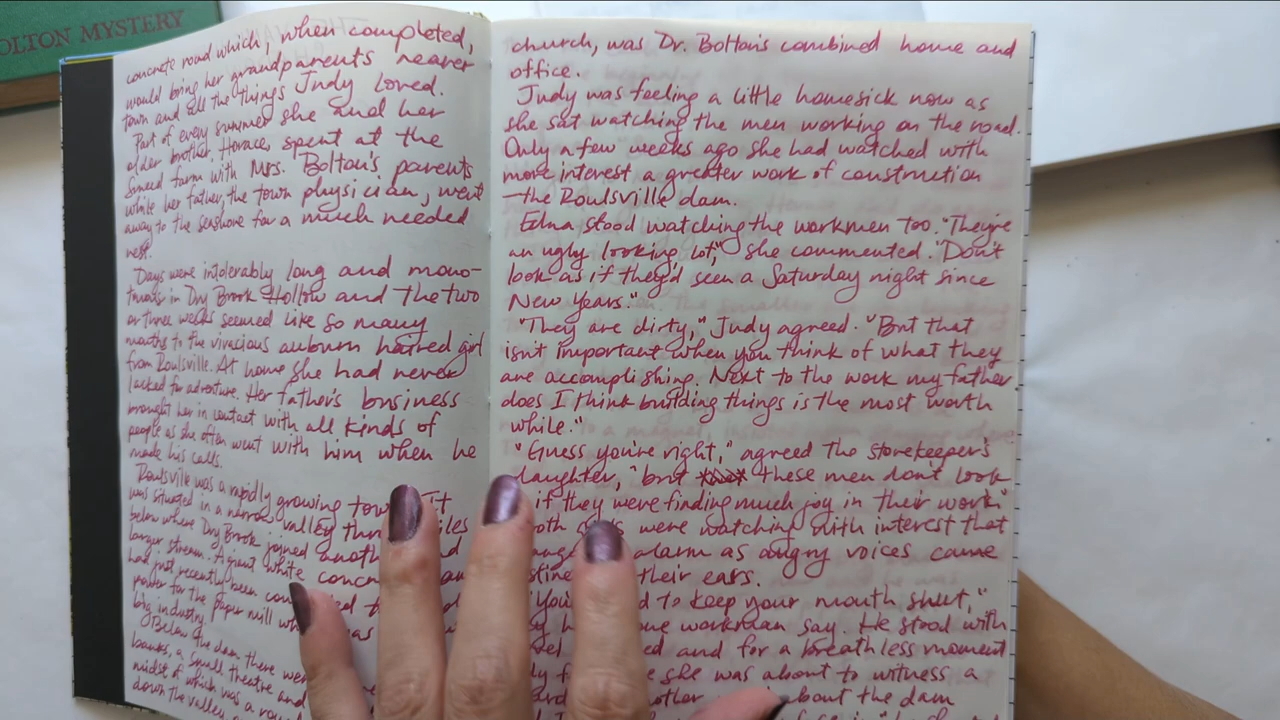 OLTON MYSTERY
concrete road which, when completed,
would bring her grandparents nearer
town and all the things Judy loved.
Part of every summer she and her
older brother, Horace, spent at the
Smeed farm with Mrs. Bolton's parents
while her father, the town physician, went
away to the seashore for a much needed
rest.
Days were intolerably long and mono-
tonous in Dry Brook Hollow and the two
or three weeks seemed like so many
months to the vivacious auburn haired girl
from Roulsville. At home she had never
lacked for adventure. Her father's business
brought her in contact with all kinds of
people as she often went with him when he
made his calls.
Roulsville was a rapidly growing town. It
was situated in a narrow valley three miles
below where Dry Brook joined
larger stream. A great white
had just recently been
power for the paper mill
big industry.
Below the dam there
banks, a small theatre and
midst of which was a
down the valley
church, was Dr. Bolton's combined home and
office.
Judy was feeling a little homesick now as
she sat watching the men working on the road.
Only a few weeks ago she had watched with
more interest a greater work of construction
—the Roulsville dam.
Edna stood watching the workmen too. "They're
an ugly looking lot," she commented. "Don't
look as if they'd seen a Saturday night since
New Years."
"They are dirty," Judy agreed. "But that
isn't important when you think of what they
are accomplishing. Next to the work my father
does I think building things is the most worth
while."
"Guess you're right," agreed the storekeeper's
daughter, "but these men don't look
if they were finding much joy in their work"
were watching with interest that
alarm as angry voices came
their ears.
to keep your mouth shut,"
workman say. He stood with
and for a breathless moment
she was about to witness a
about the dam